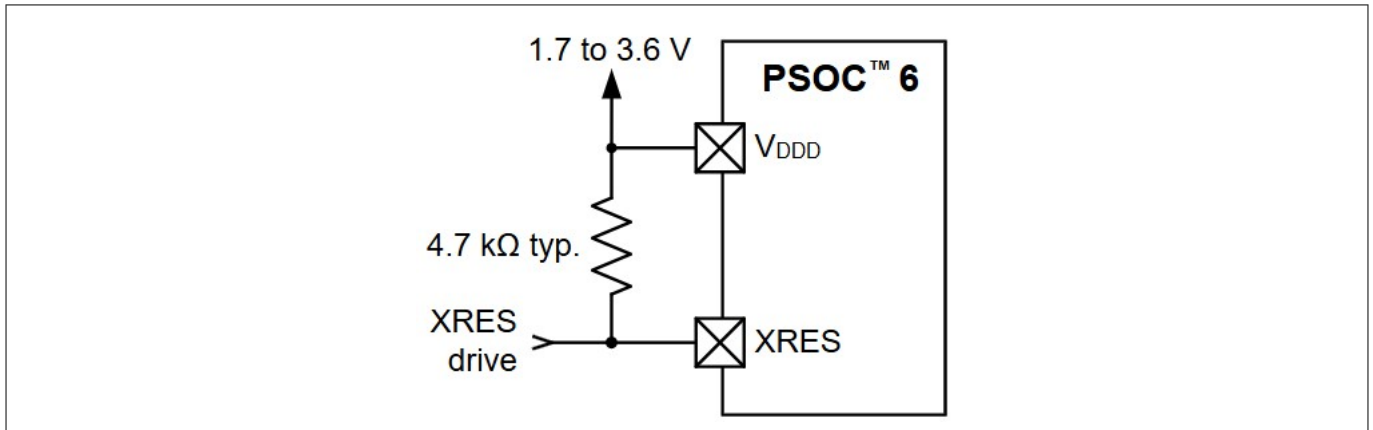 1.7 to 3.6 V
PSOC™ 6
VDDD
4.7 kΩ typ.
XRES
drive
XRES